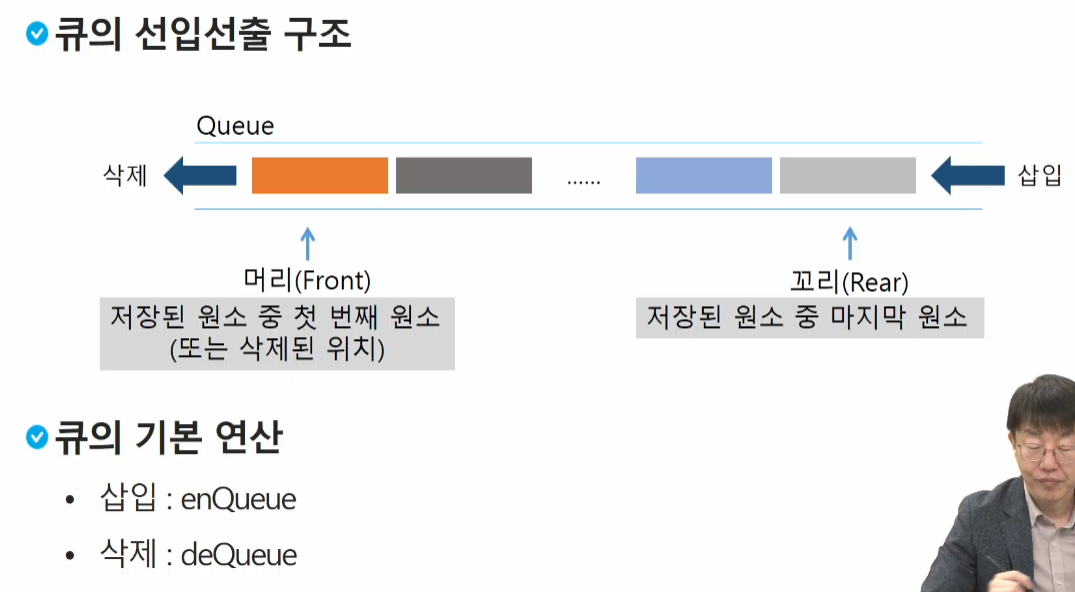 큐의 선입선출 구조
Queue
삭제
......
삽입
머리(Front)
저장된 원소 중 첫 번째 원소
(또는 삭제된 위치)
꼬리(Rear)
저장된 원소 중 마지막 원소
큐의 기본 연산
• 삽입 : enQueue
• 삭제 : deQueue